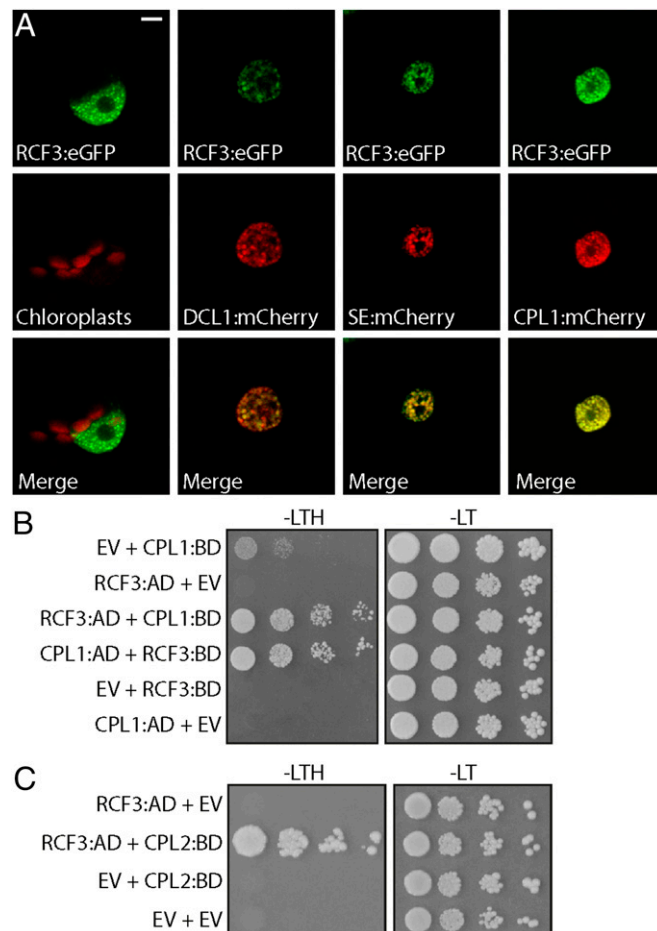 A
RCF3:eGFP RCF3:eGFP RCF3:eGFP RCF3:eGFP
Chloroplasts DCL1:mCherry SE:mCherry CPL1:mCherry
Merge Merge Merge Merge
B
-LTH -LT
EV + CPL1:BD
RCF3:AD + EV
RCF3:AD + CPL1:BD
CPL1:AD + RCF3:BD
EV + RCF3:BD
CPL1:AD + EV
C
-LTH -LT
RCF3:AD + EV
RCF3:AD + CPL2:BD
EV + CPL2:BD
EV + EV